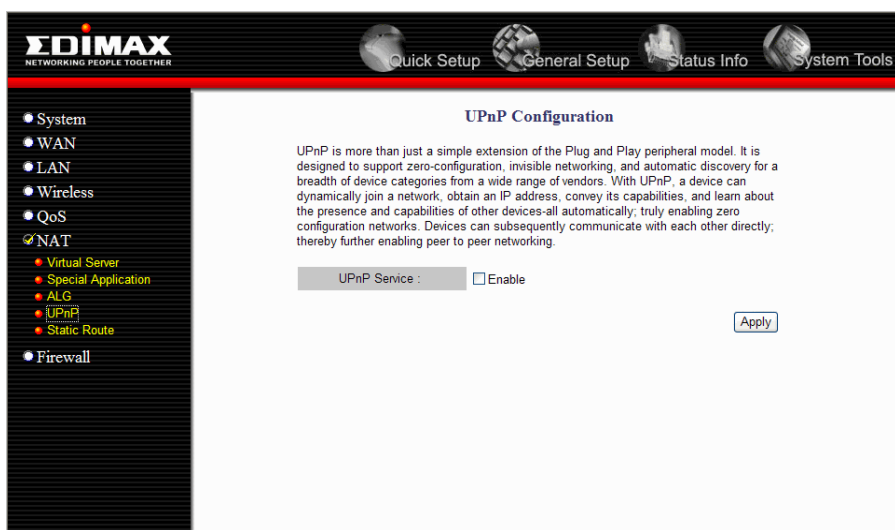 EDIMAX
NETWORKING PEOPLE TOGETHER
Quick Setup
General Setup
Status Info
System Tools
System
WAN
LAN
Wireless
QoS
NAT
Virtual Server
Special Application
ALG
UPnP
Static Route
Firewall
UPnP Configuration
UPnP is more than just a simple extension of the Plug and Play peripheral model. It is
designed to support zero-configuration, invisible networking, and automatic discovery for a
breadth of device categories from a wide range of vendors. With UPnP, a device can
dynamically join a network, obtain an IP address, convey its capabilities, and learn about
the presence and capabilities of other devices-all automatically; truly enabling zero
configuration networks. Devices can subsequently communicate with each other directly;
thereby further enabling peer to peer networking.
UPnP Service :
Enable
Apply